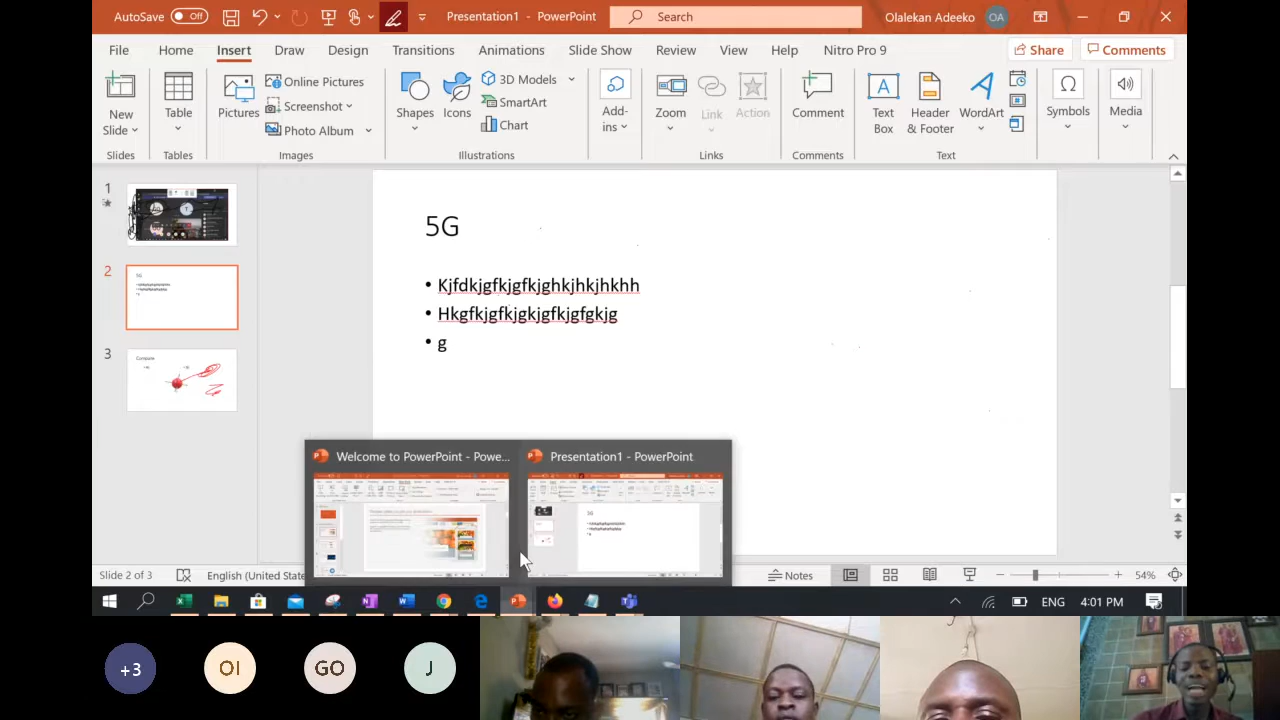 AutoSave Off Presentation1 - PowerPoint Search Olalekan Adeeko OA
File Home Insert Draw Design Transitions Animations Slide Show Review View Help Nitro Pro 9 Share Comments
New Slide
Table
Pictures
Online Pictures
Screenshot
Photo Album
Shapes
Icons
3D Models
SmartArt
Chart
Add-ins
Zoom
Link
Action
Comment
Text Box
Header & Footer
WordArt
Symbols
Media
Slides Tables Images Illustrations Links Comments Text
1
2
3
5G
• Kjfdkjgfkjgfkjghkjhkjhkhh
• Hkgfkjgfkjgkjgfkjgfgkjg
• g
Compute
Welcome to PowerPoint - Powe...
Presentation1 - PowerPoint
Slide 2 of 3 English (United State Notes 54%
ENG 4:01 PM
+3 OI GO J